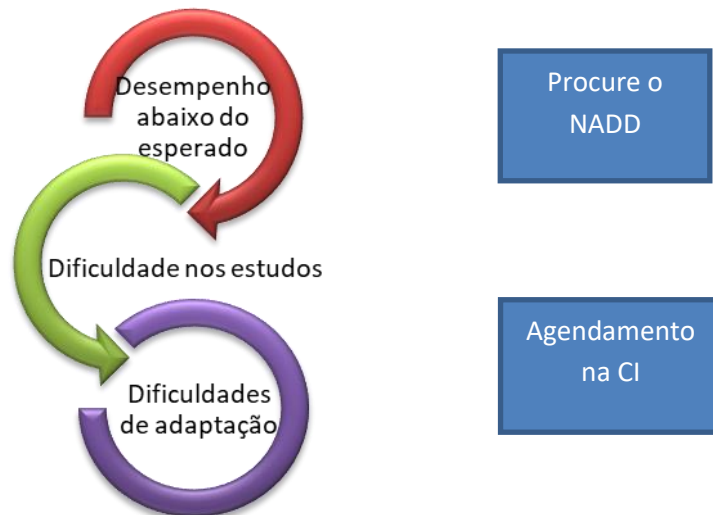 Desempenho
abaixo do
esperado
Dificuldade nos estudos
Dificuldades
de adaptação
Procure o
NADD
Agendamento
na CI